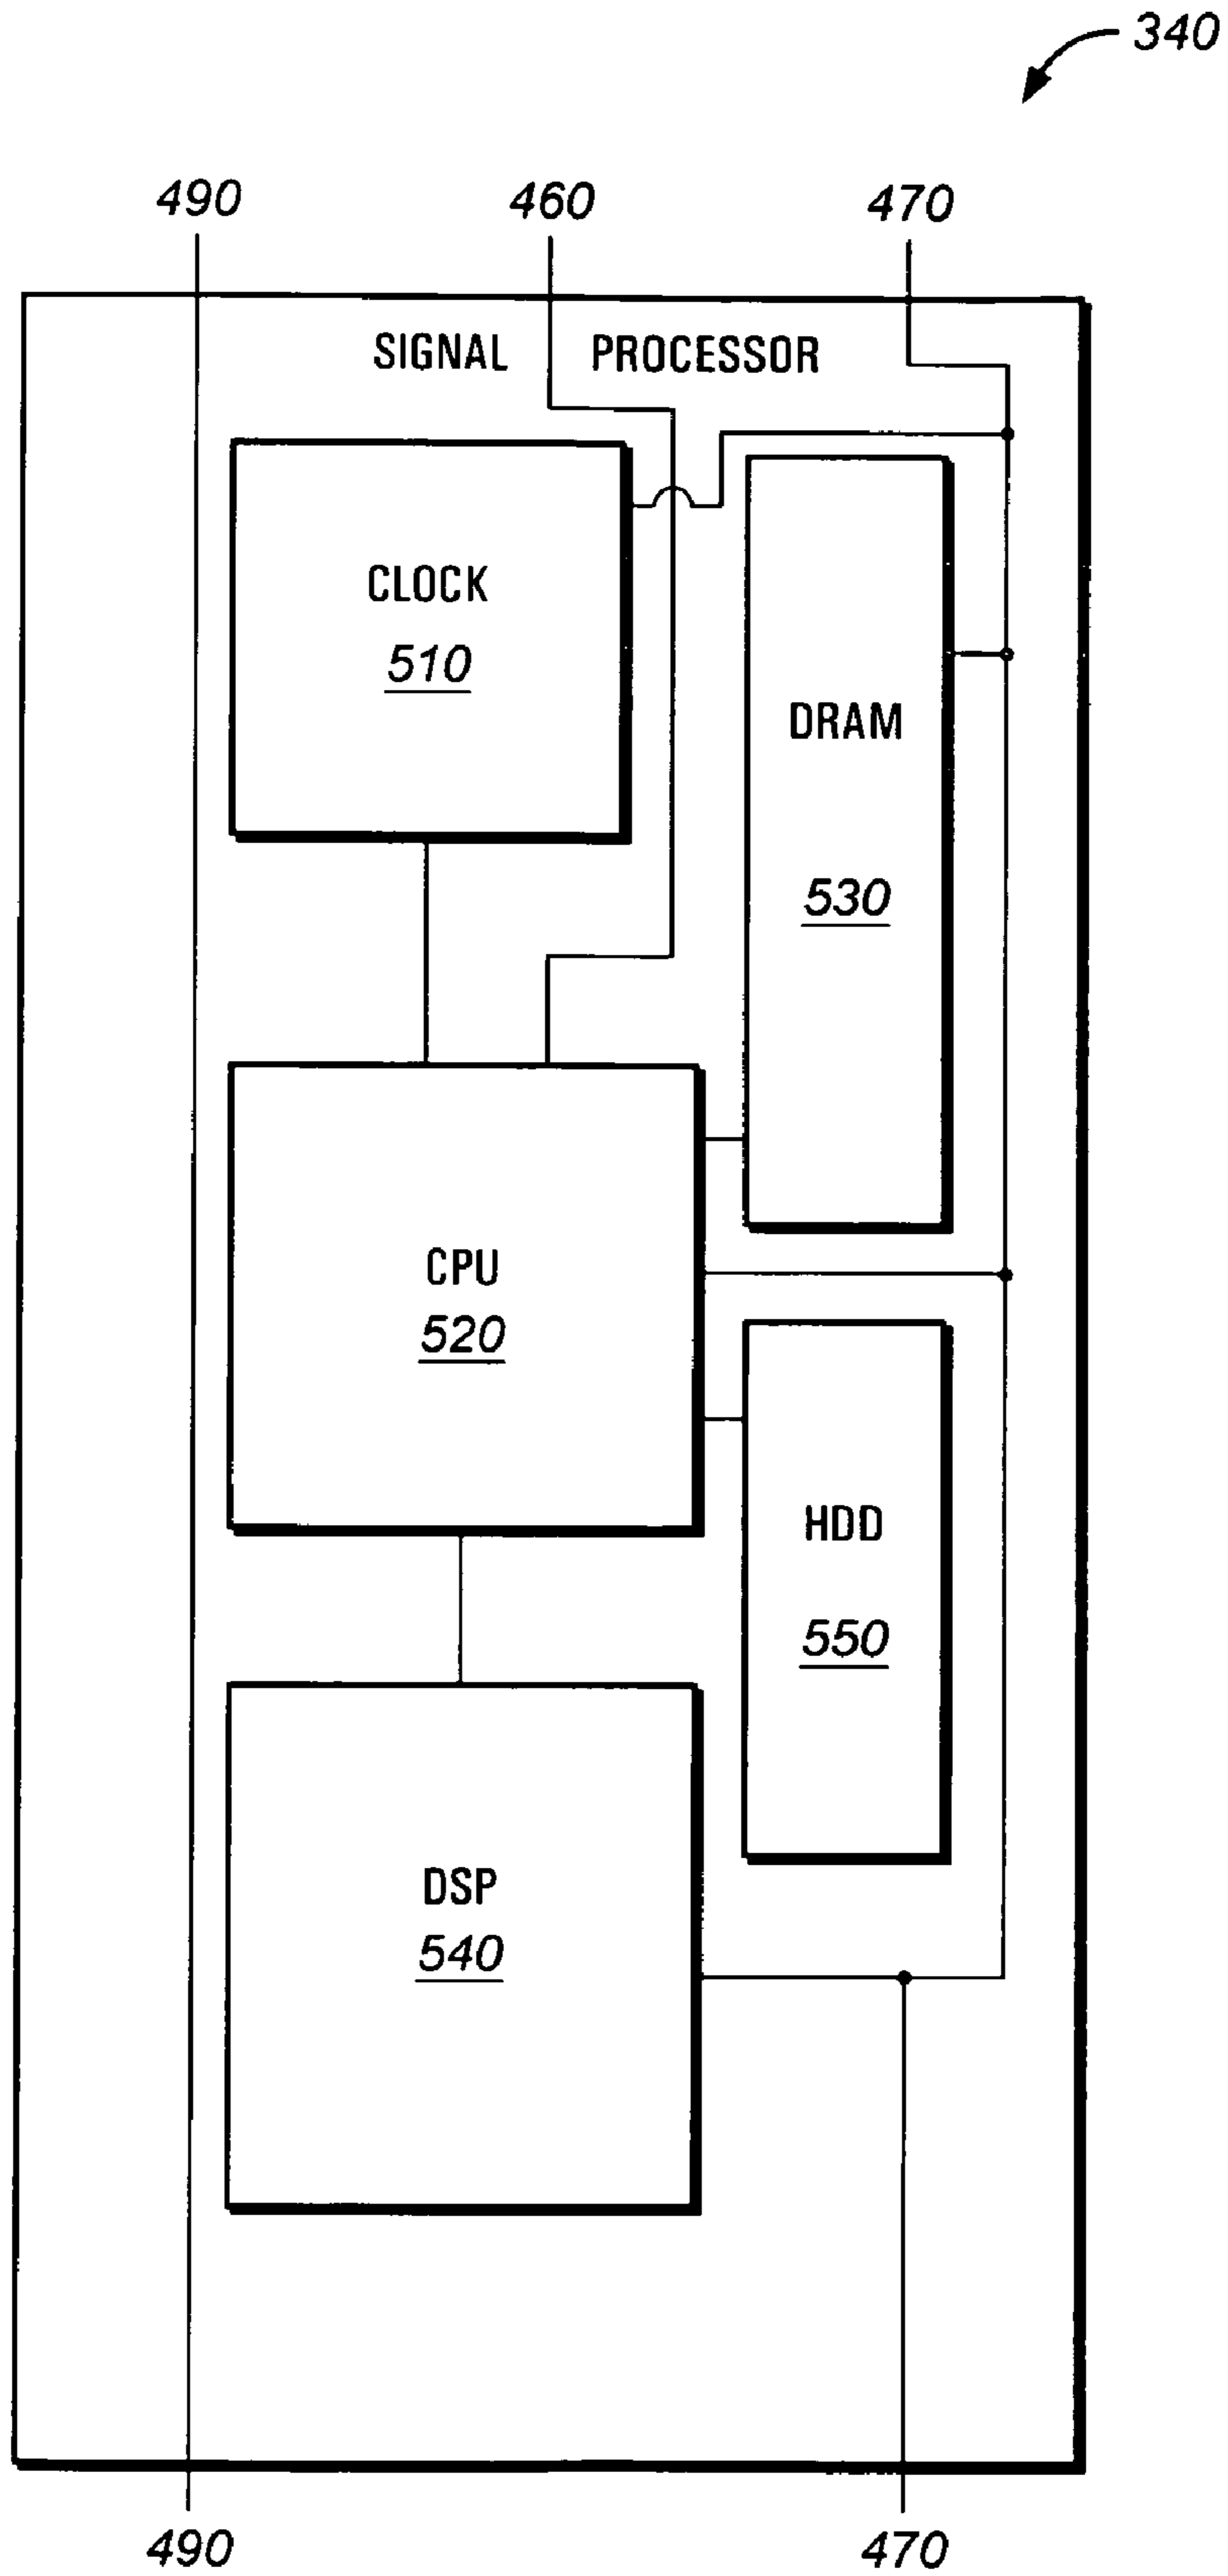 340
490 460 470
SIGNAL PROCESSOR
CLOCK
510
DRAM
530
CPU
520
HDD
550
DSP
540
490 470